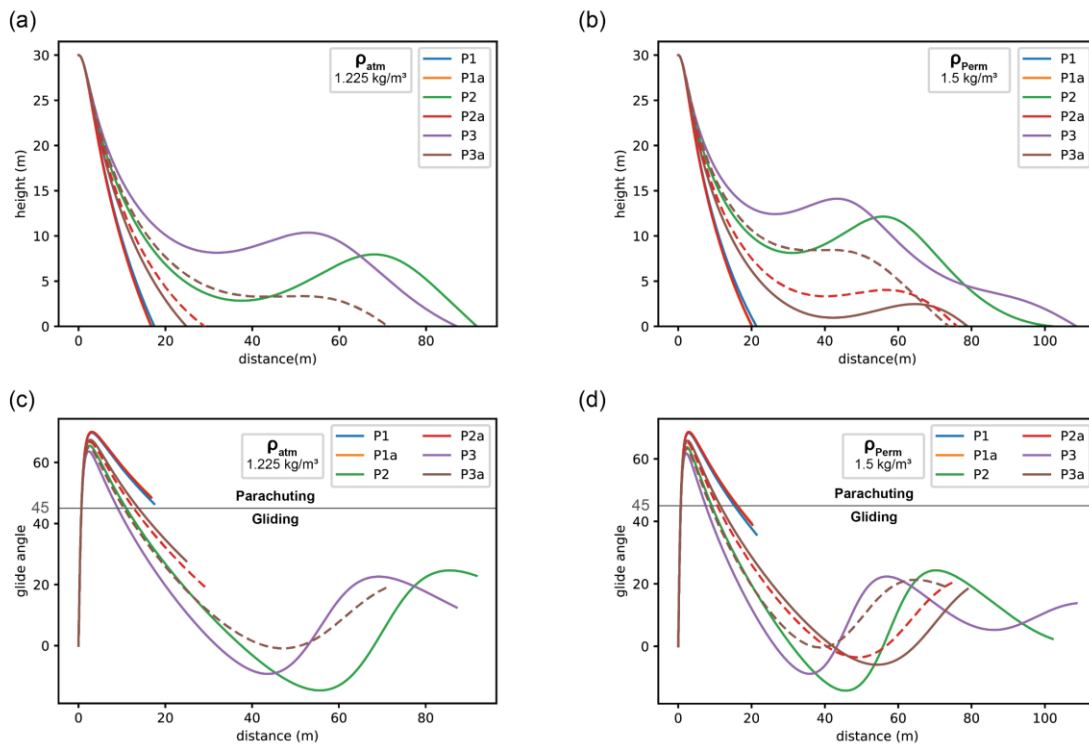 (a)
30
25
20
15
10
5
0
height (m)
0 20 40 60 80
distance(m)
ρatm
1.225 kg/m³
P1
P1a
P2
P2a
P3
P3a
(b)
30
25
20
15
10
5
0
height (m)
0 20 40 60 80 100
distance (m)
ρPerm
1.5 kg/m³
P1
P1a
P2
P2a
P3
P3a
(c)
60
45
40
20
0
glide angle
0 20 40 60 80
distance (m)
ρatm
1.225 kg/m³
P1 P2a
P1a P3
P2 P3a
Parachuting
Gliding
(d)
60
45
40
20
0
glide angle
0 20 40 60 80 100
distance (m)
ρPerm
1.5 kg/m³
P1 P2a
P1a P3
P2 P3a
Parachuting
Gliding